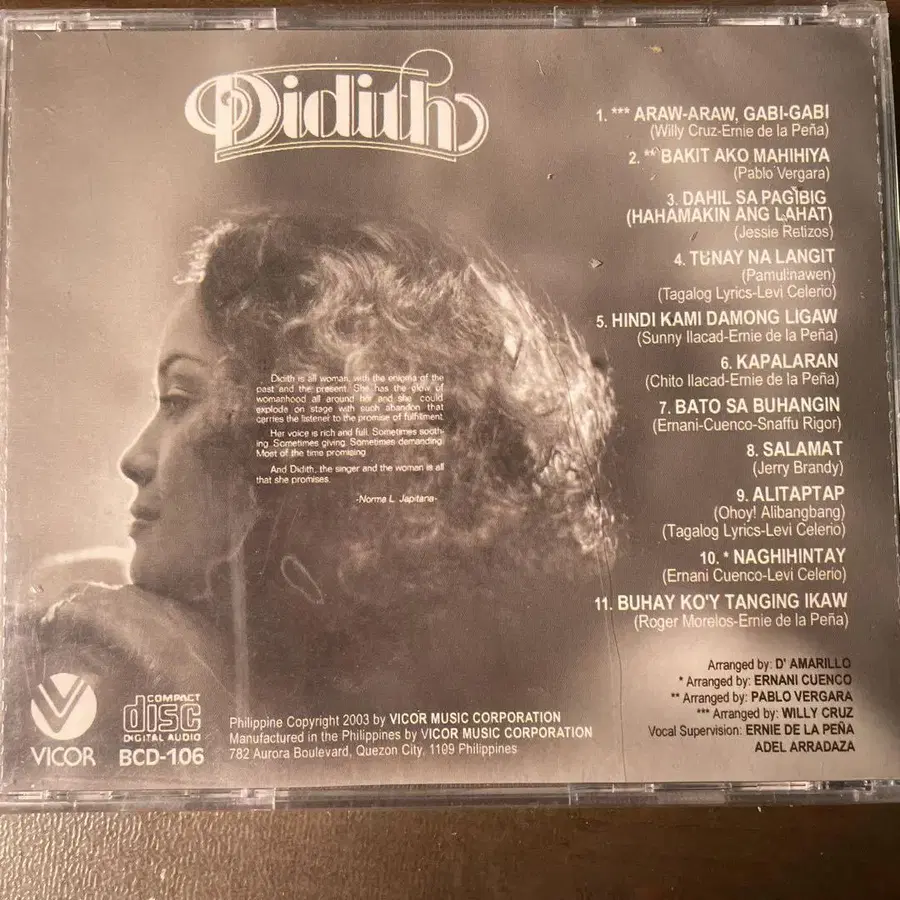 Didith
1. *** ARAW-ARAW, GABI-GABI
(Willy Cruz-Ernie de la Peña)
2. ** BAKIT AKO MAHIHIYA
(Pablo Vergara)
3. DAHIL SA PAGIBIG
(HAHAMAKIN ANG LAHAT)
(Jessie Retizos)
4. TUNAY NA LANGIT
(Pamulinawen)
(Tagalog Lyrics-Levi Celerio)
5. HINDI KAMI DAMONG LIGAW
(Sunny Ilacad-Ernie de la Peña)
6. KAPALARAN
(Chito Ilacad-Ernie de la Peña)
7. BATO SA BUHANGIN
(Ernani-Cuenco-Snaffu Rigor)
8. SALAMAT
(Jerry Brandy)
9. ALITAPTAP
(Ohoy! Alibangbang)
(Tagalog Lyrics-Levi Celerio)
10. * NAGHIHINTAY
(Ernani Cuenco-Levi Celerio)
11. BUHAY KO'Y TANGING IKAW
(Roger Morelos-Ernie de la Peña)
Didith is all woman, with the enigma of the
past and the present. She has the glow of
womanhood all around her and she could
explode on stage with such abandon that
carries the listener to the promise of fulfillment.
Her voice is rich and full. Sometimes sooth-
ing. Sometimes giving. Sometimes demanding.
Most of the time promising.
And Didith, the singer and the woman is all
that she promises.
-Norma L. Japitana-
Arranged by: D' AMARILLO
* Arranged by: ERNANI CUENCO
** Arranged by: PABLO VERGARA
*** Arranged by: WILLY CRUZ
Vocal Supervision: ERNIE DE LA PEÑA
ADEL ARRADAZA
VICOR
COMPACT
disc
DIGITAL AUDIO
BCD-106
Philippine Copyright 2003 by VICOR MUSIC CORPORATION
Manufactured in the Philippines by VICOR MUSIC CORPORATION
782 Aurora Boulevard, Quezon City, 1109 Philippines